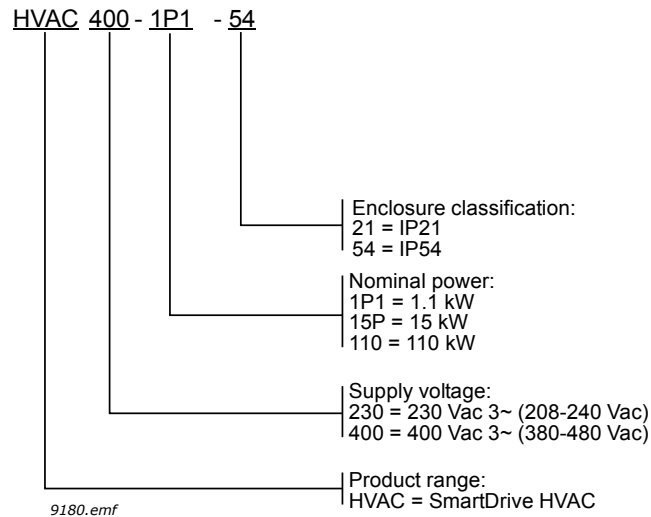 HVAC 400 - 1P1 - 54
Enclosure classification:
21 = IP21
54 = IP54
Nominal power:
1P1 = 1.1 kW
15P = 15 kW
110 = 110 kW
Supply voltage:
230 = 230 Vac 3~ (208-240 Vac)
400 = 400 Vac 3~ (380-480 Vac)
Product range:
HVAC = SmartDrive HVAC
9180.emf